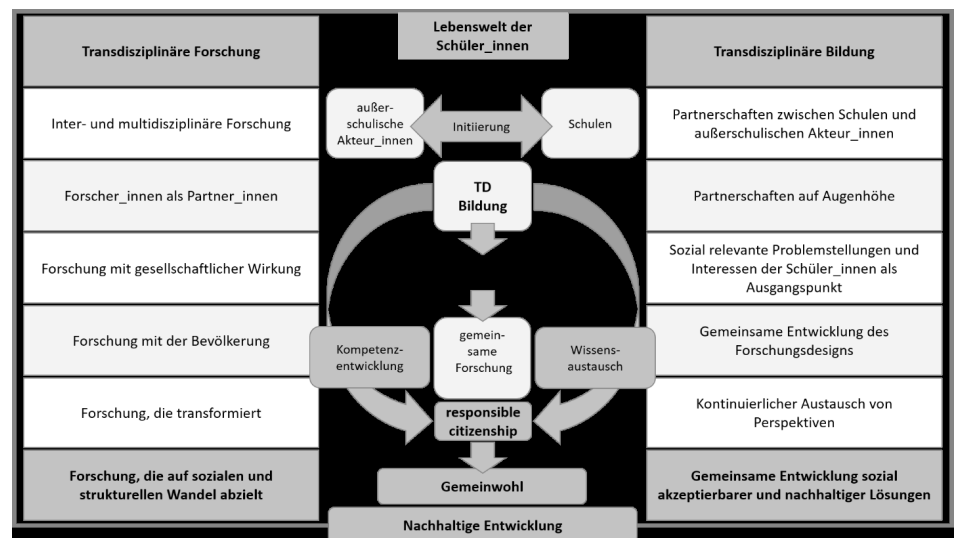 Transdisziplinäre Forschung
Inter- und multidisziplinäre Forschung
Forscher_innen als Partner_innen
Forschung mit gesellschaftlicher Wirkung
Forschung mit der Bevölkerung
Forschung, die transformiert
Forschung, die auf sozialen und
strukturellen Wandel abzielt
Lebenswelt der
Schüler_innen
außer-
schulische
Akteur_innen
Initiierung
Schulen
TD
Bildung
Kompetenz-
entwicklung
gemein-
same
Forschung
Wissens-
austausch
responsible
citizenship
Gemeinwohl
Nachhaltige Entwicklung
Transdisziplinäre Bildung
Partnerschaften zwischen Schulen und
außerschulischen Akteur_innen
Partnerschaften auf Augenhöhe
Sozial relevante Problemstellungen und
Interessen der Schüler_innen als
Ausgangspunkt
Gemeinsame Entwicklung des
Forschungsdesigns
Kontinuierlicher Austausch von
Perspektiven
Gemeinsame Entwicklung sozial
akzeptierbarer und nachhaltiger Lösungen